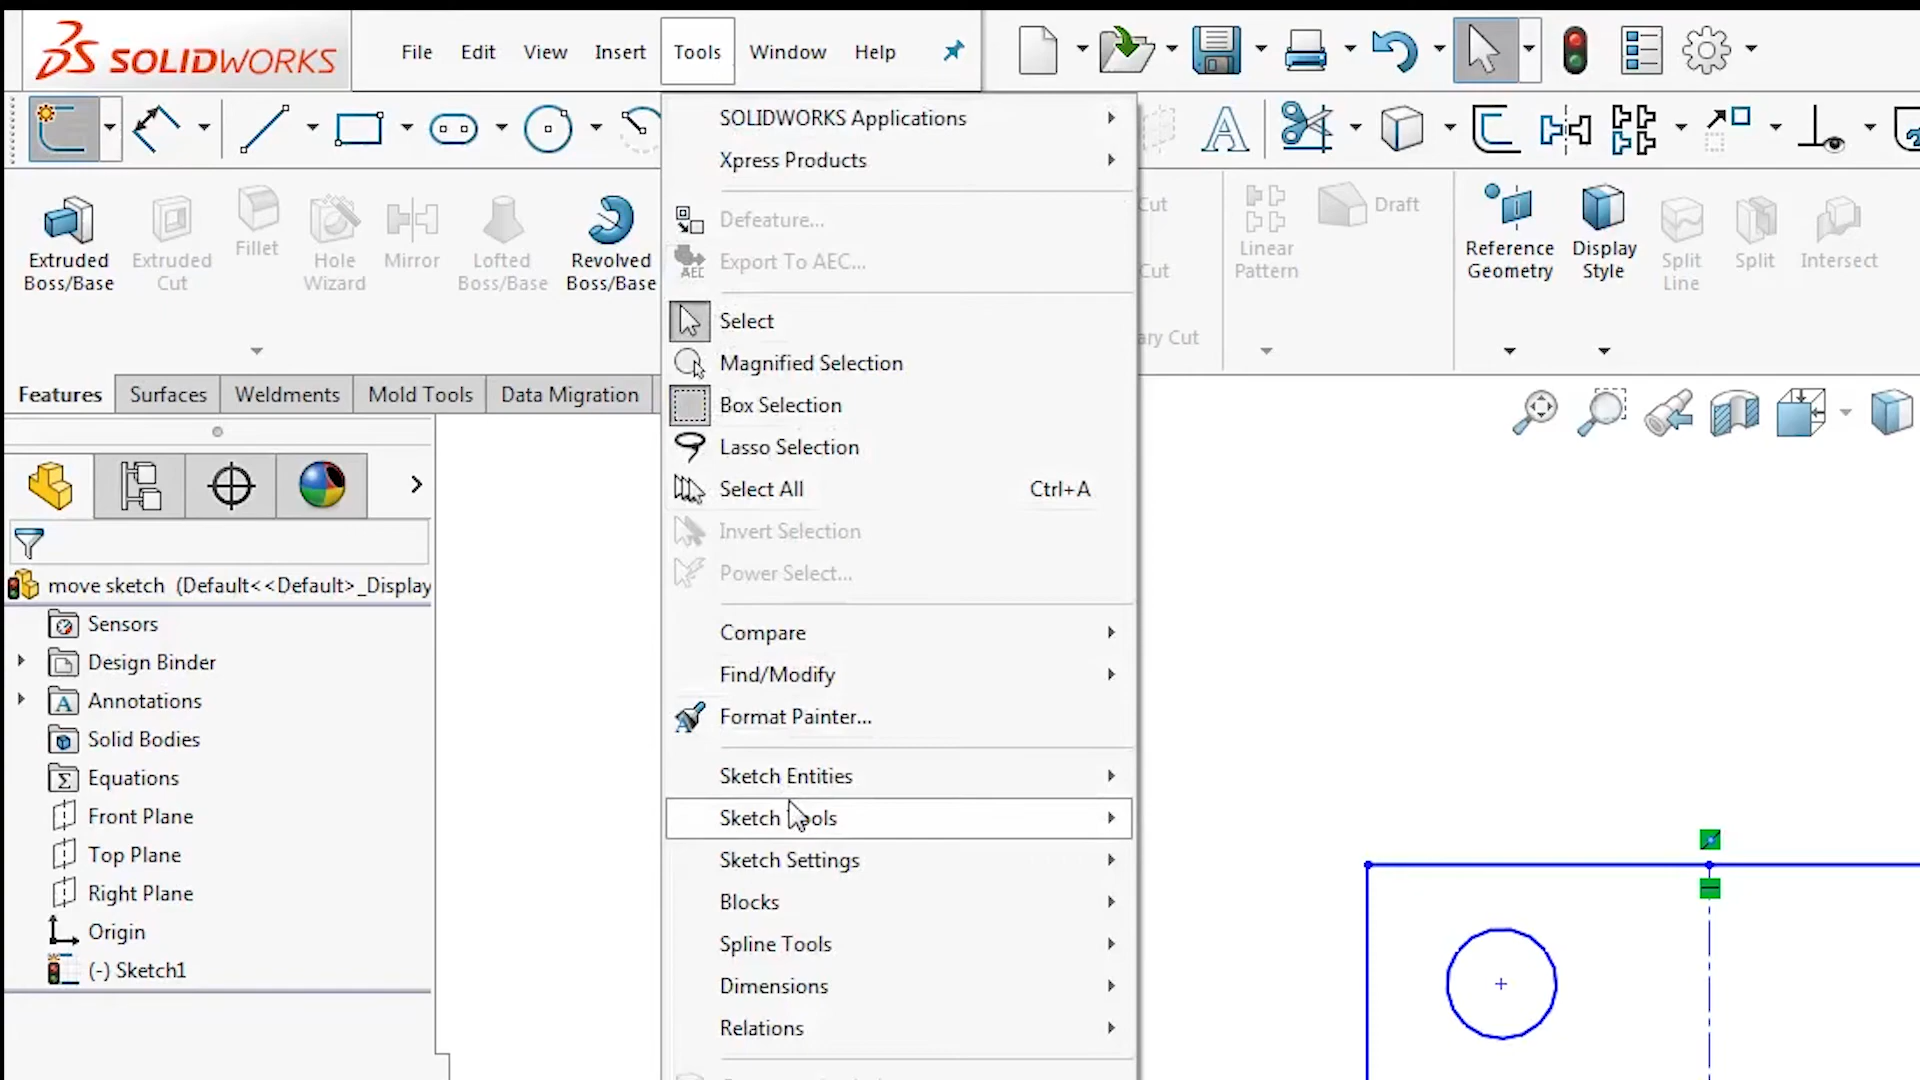 SOLIDWORKS File Edit View Insert Tools Window Help
SOLIDWORKS Applications
Xpress Products
Defeature...
Export To AEC...
AEC
Select
Magnified Selection
Box Selection
Lasso Selection
Select All Ctrl+A
Invert Selection
Power Select...
Compare
Find/Modify
Format Painter...
Sketch Entities
Sketch
Sketch Settings
Blocks
Spline Tools
Dimensions
Relations
Extruded Boss/Base
Extruded Cut
Fillet
Hole Wizard
Mirror
Lofted Boss/Base
Revolved Boss/Base
Cut
Cut
Cut
Linear Pattern
Draft
Reference Geometry
Display Style
Split Line
Split
Intersect
Features Surfaces Weldments Mold Tools Data Migration
move sketch (Default<<Default>_Display
Sensors
Design Binder
Annotations
Solid Bodies
Equations
Front Plane
Top Plane
Right Plane
Origin
(-) Sketch1